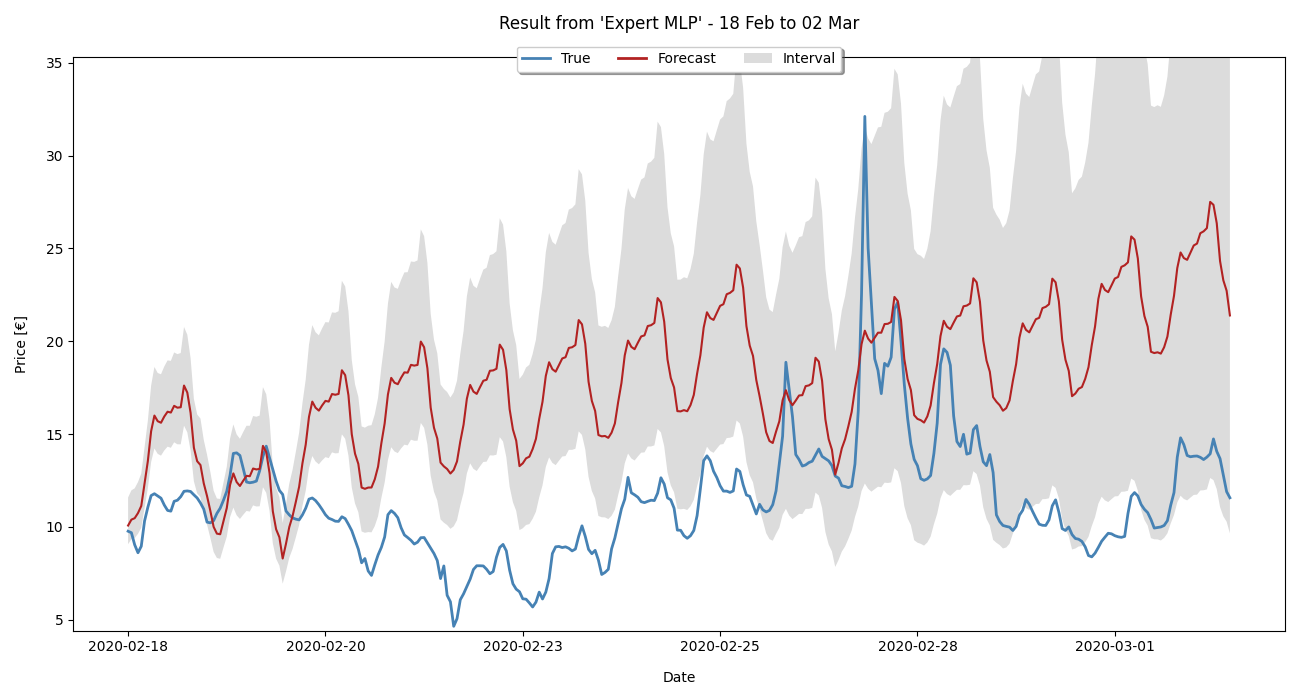 Result from 'Expert MLP' - 18 Feb to 02 Mar
True Forecast Interval
35
30
25
20
15
10
5
Price [€]
2020-02-18 2020-02-20 2020-02-23 2020-02-25 2020-02-28 2020-03-01
Date